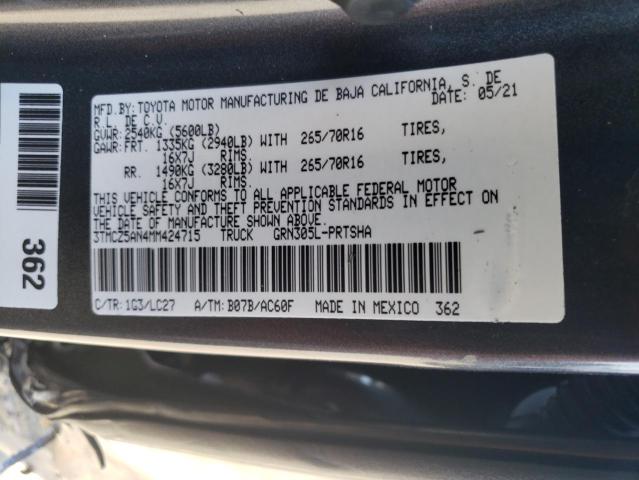 MFD.BY: TOYOTA MOTOR MANUFACTURING DE BAJA CALIFORNIA, S. DE
R.L. DE C.V. DATE: 05/21
GVWR: 2540KG (5600LB)
GAWR: FRT. 1335KG (2940LB) WITH 265/70R16 TIRES,
16X7J RIMS.
RR. 1490KG (3280LB) WITH 265/70R16 TIRES,
16X7J RIMS.
THIS VEHICLE CONFORMS TO ALL APPLICABLE FEDERAL MOTOR
VEHICLE SAFETY AND THEFT PREVENTION STANDARDS IN EFFECT ON
THE DATE OF MANUFACTURE SHOWN ABOVE.
3TMCZ5AN4MM424715 TRUCK GRN305L-PRTSHA
C/TR: 1G3/LC27 A/TM: B07B/AC60F MADE IN MEXICO 362
362